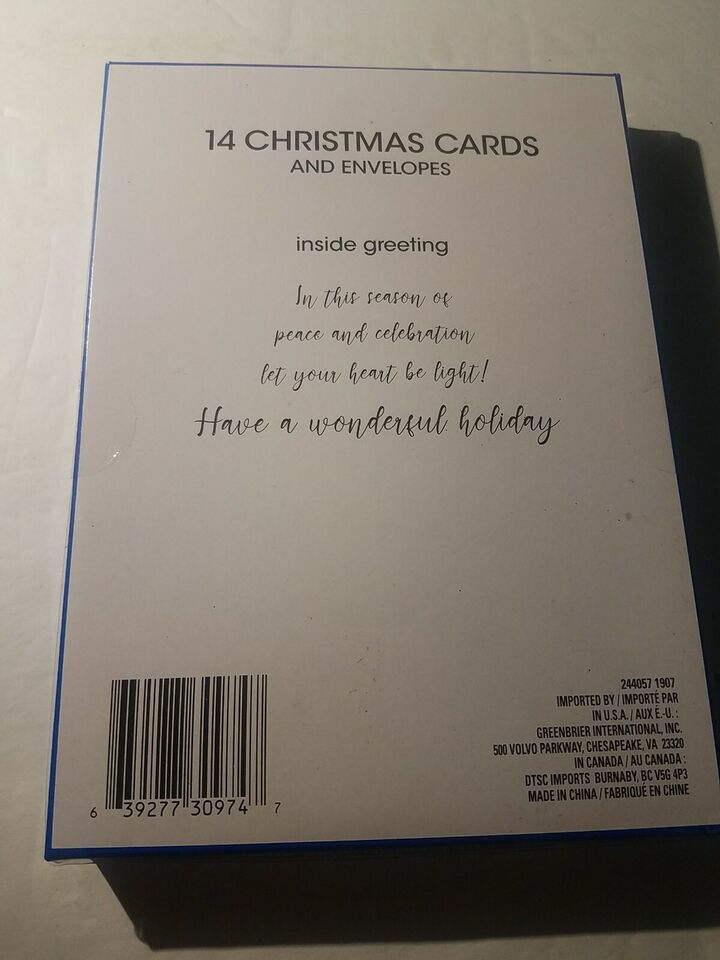 14 CHRISTMAS CARDS
AND ENVELOPES
inside greeting
In this season of
peace and celebration
let your heart be light!
Have a wonderful holiday
6 39277 30974 7
244057 1907
IMPORTED BY / IMPORTÉ PAR
IN U.S.A. / AUX É.-U. :
GREENBRIER INTERNATIONAL, INC.
500 VOLVO PARKWAY, CHESAPEAKE, VA 23320
IN CANADA / AU CANADA :
DTSC IMPORTS BURNABY, BC V5G 4P3
MADE IN CHINA / FABRIQUÉ EN CHINE